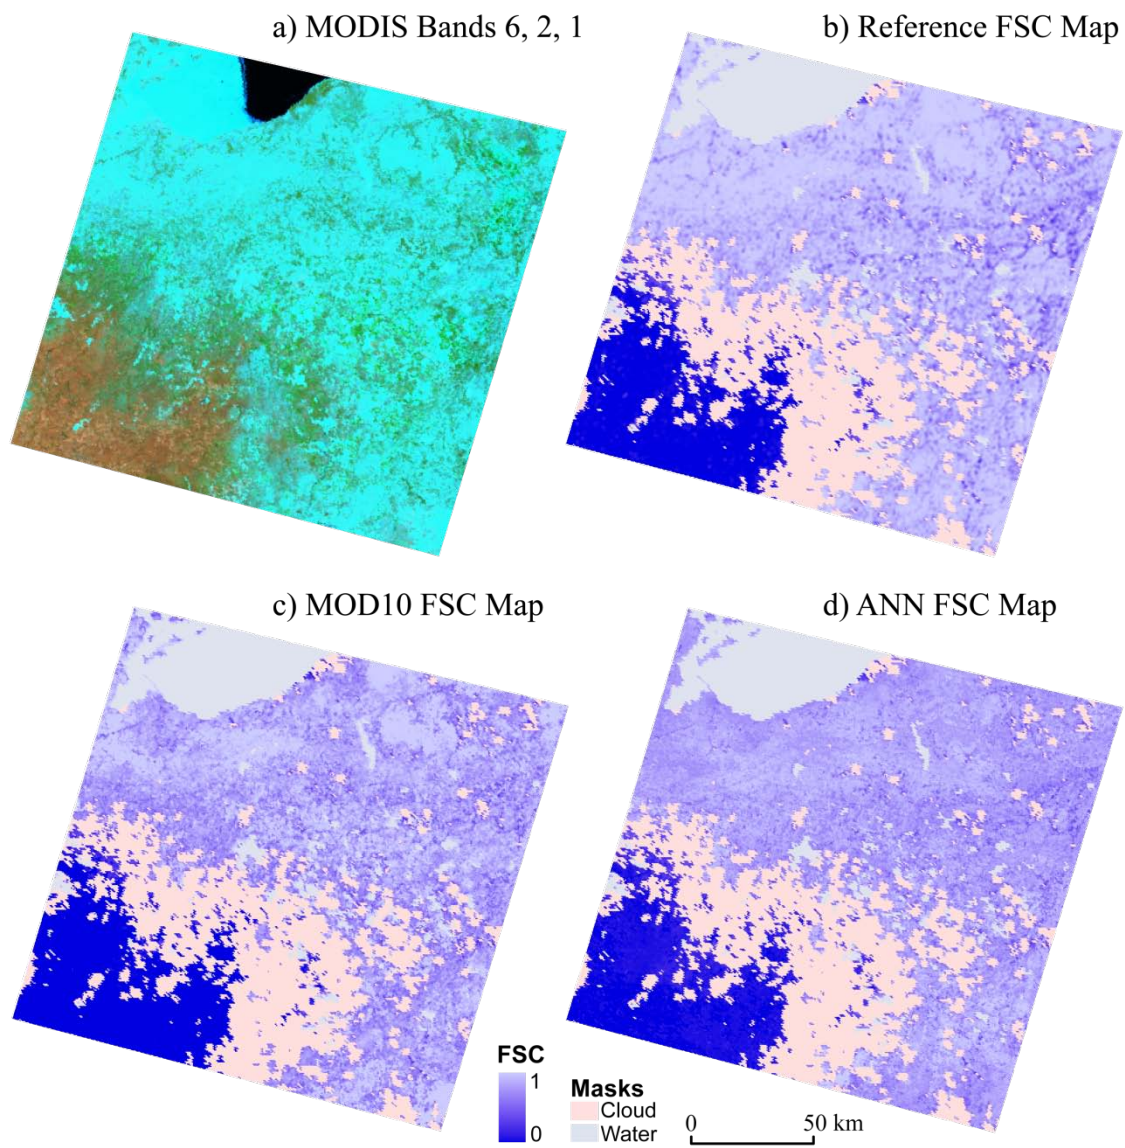 a) MODIS Bands 6, 2, 1
b) Reference FSC Map
c) MOD10 FSC Map
d) ANN FSC Map
FSC
1
0
Masks
Cloud
Water
0 50 km